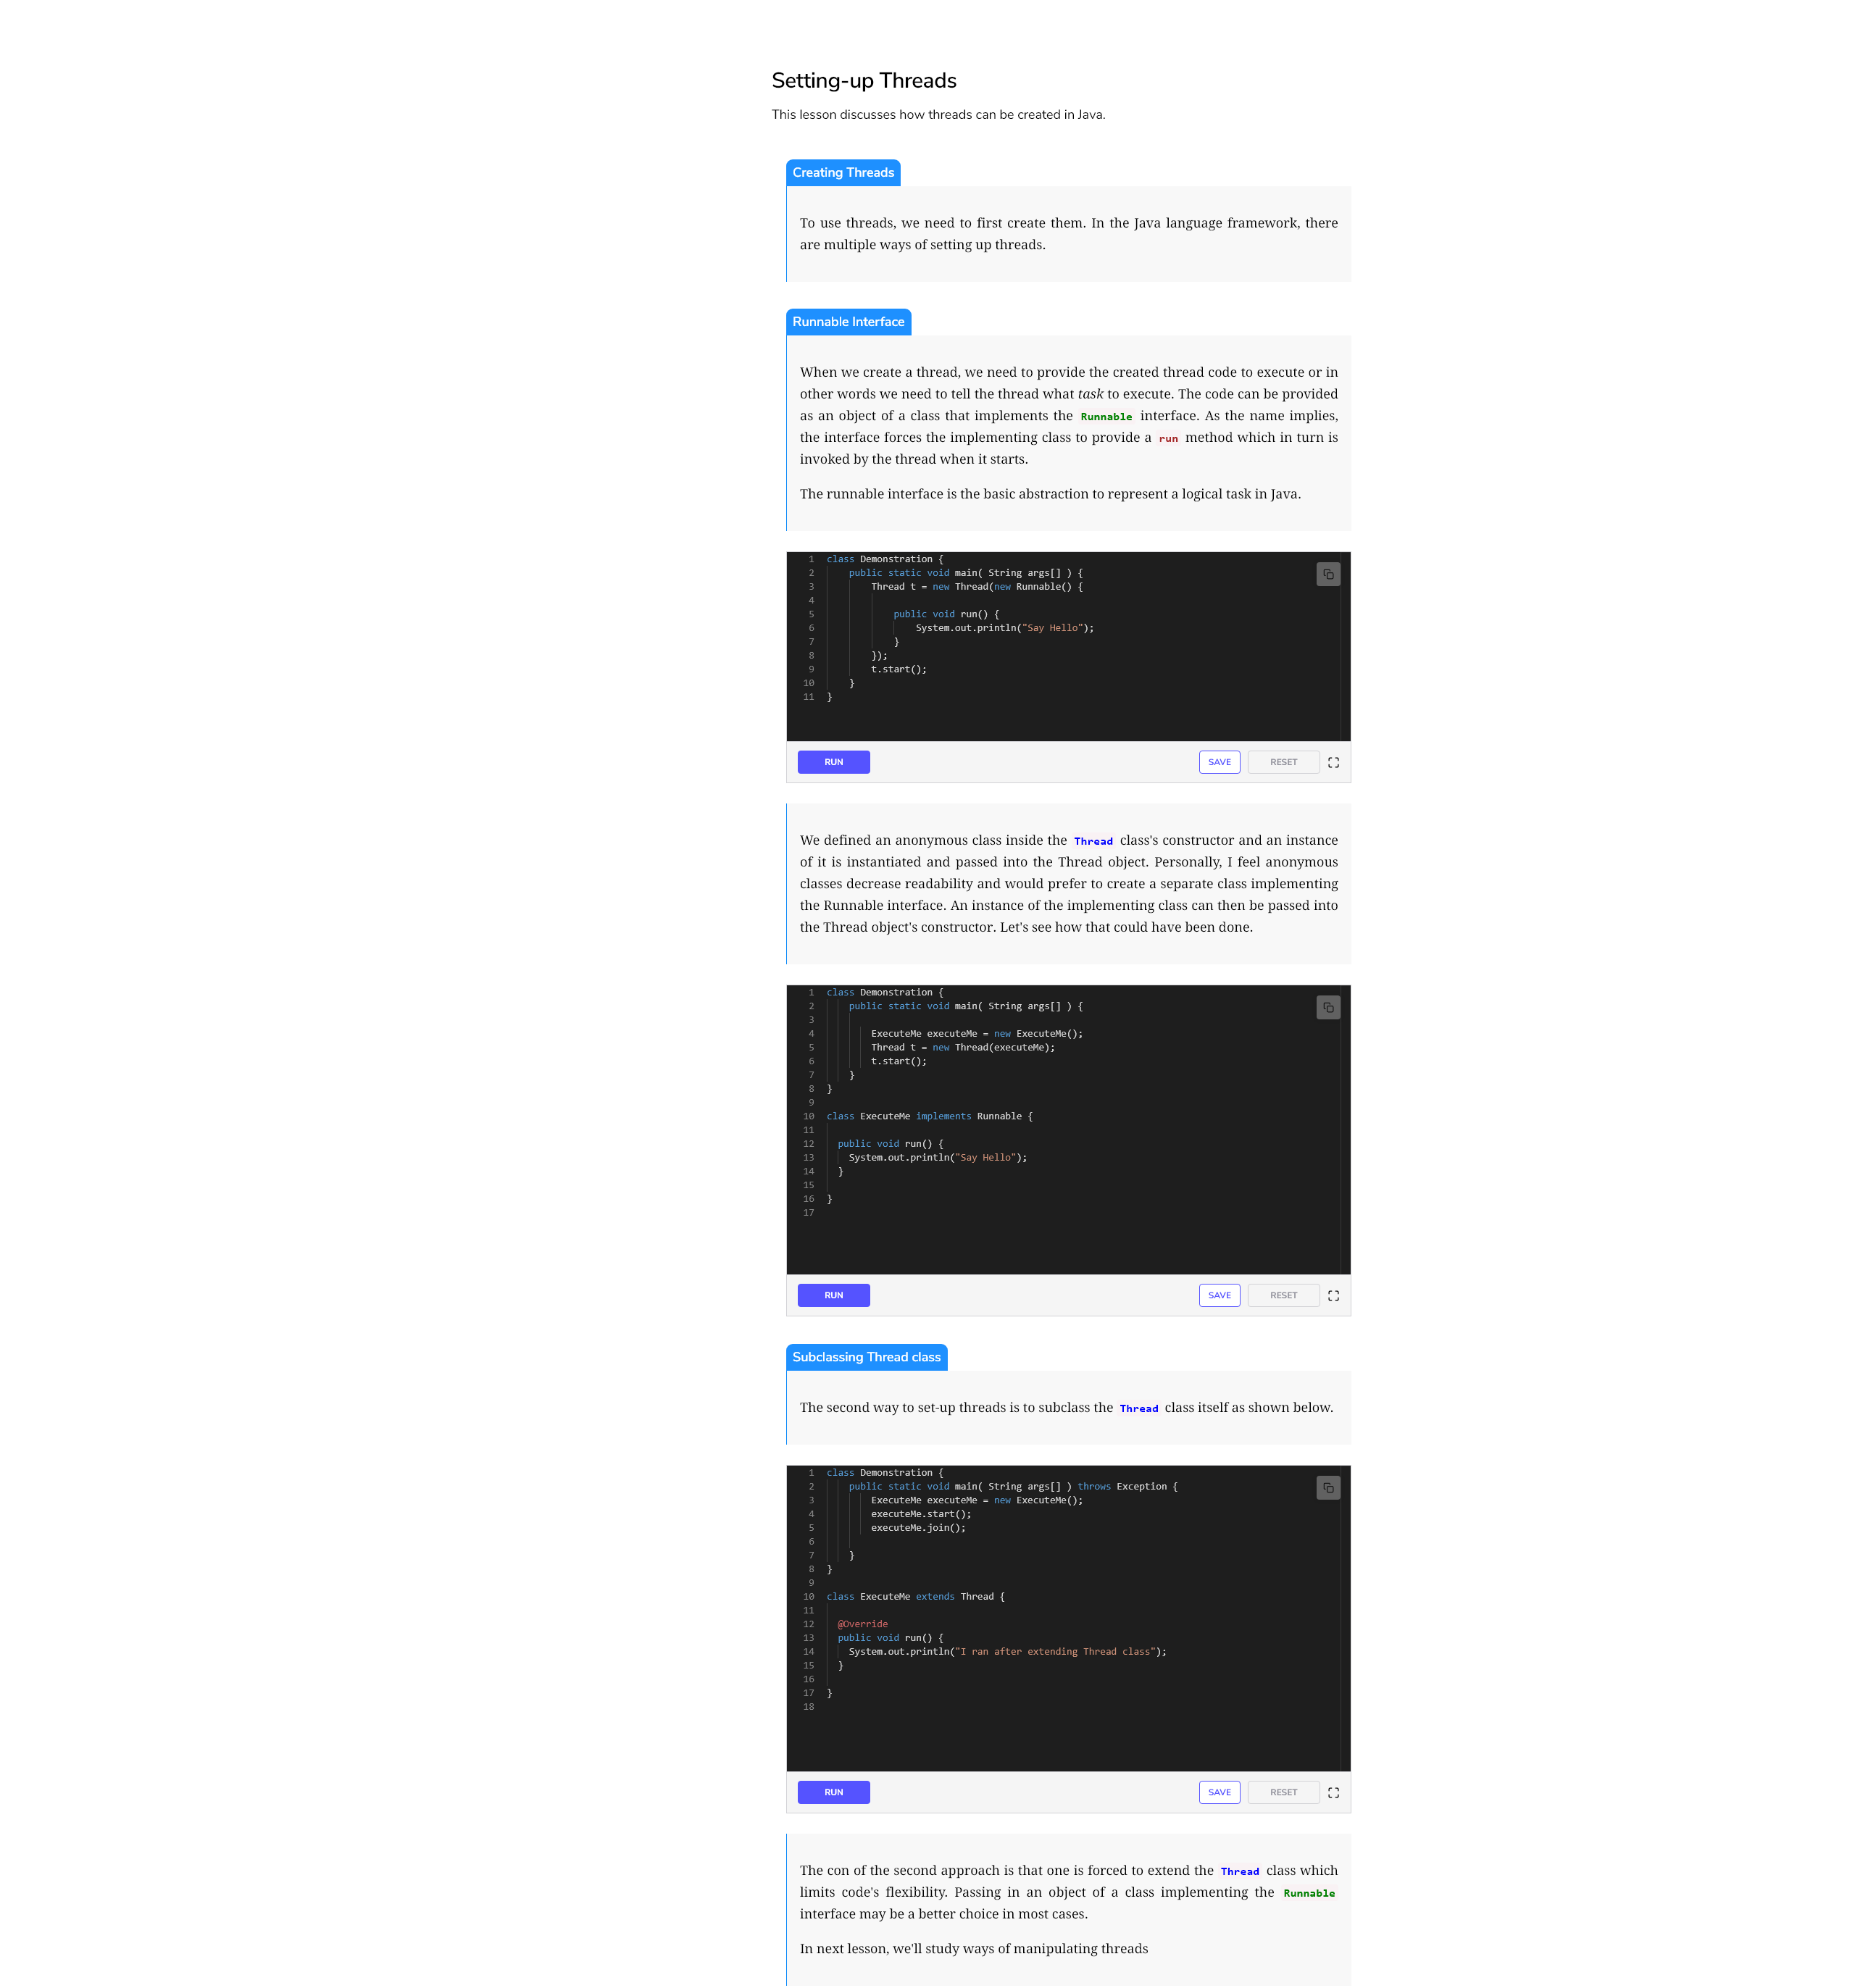 Setting-up Threads
This lesson discusses how threads can be created in Java.
Creating Threads
To use threads, we need to first create them. In the Java language framework, there
are multiple ways of setting up threads.
Runnable Interface
When we create a thread, we need to provide the created thread code to execute or in
other words we need to tell the thread what task to execute. The code can be provided
as an object of a class that implements the Runnable interface. As the name implies,
the interface forces the implementing class to provide a run method which in turn is
invoked by the thread when it starts.
The runnable interface is the basic abstraction to represent a logical task in Java.
1 class Demonstration {
2     public static void main( String args[] ) {
3         Thread t = new Thread(new Runnable() {
4
5             public void run() {
6                 System.out.println("Say Hello");
7             }
8         });
9         t.start();
10     }
11 }
RUN SAVE RESET
We defined an anonymous class inside the Thread class's constructor and an instance
of it is instantiated and passed into the Thread object. Personally, I feel anonymous
classes decrease readability and would prefer to create a separate class implementing
the Runnable interface. An instance of the implementing class can then be passed into
the Thread object's constructor. Let's see how that could have been done.
1 class Demonstration {
2     public static void main( String args[] ) {
3
4         ExecuteMe executeMe = new ExecuteMe();
5         Thread t = new Thread(executeMe);
6         t.start();
7     }
8 }
9
10 class ExecuteMe implements Runnable {
11
12   public void run() {
13     System.out.println("Say Hello");
14   }
15
16 }
17
RUN SAVE RESET
Subclassing Thread class
The second way to set-up threads is to subclass the Thread class itself as shown below.
1 class Demonstration {
2     public static void main( String args[] ) throws Exception {
3         ExecuteMe executeMe = new ExecuteMe();
4         executeMe.start();
5         executeMe.join();
6
7     }
8 }
9
10 class ExecuteMe extends Thread {
11
12   @Override
13   public void run() {
14     System.out.println("I ran after extending Thread class");
15   }
16
17 }
18
RUN SAVE RESET
The con of the second approach is that one is forced to extend the Thread class which
limits code's flexibility. Passing in an object of a class implementing the Runnable
interface may be a better choice in most cases.
In next lesson, we'll study ways of manipulating threads